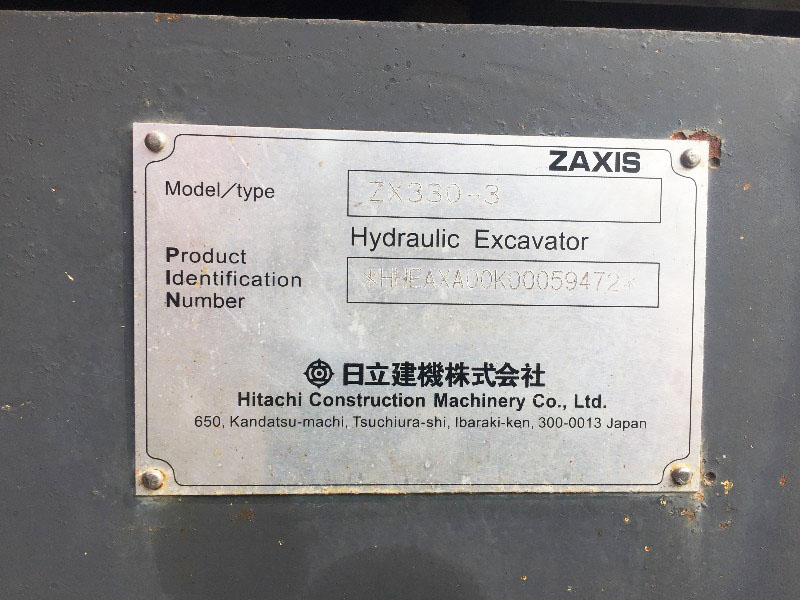 ZAXIS
Model/type ZX330-3
Hydraulic Excavator
Product
Identification
Number
*HHEAXA00K00059472*
日立建機株式会社
Hitachi Construction Machinery Co., Ltd.
650, Kandatsu-machi, Tsuchiura-shi, Ibaraki-ken, 300-0013 Japan